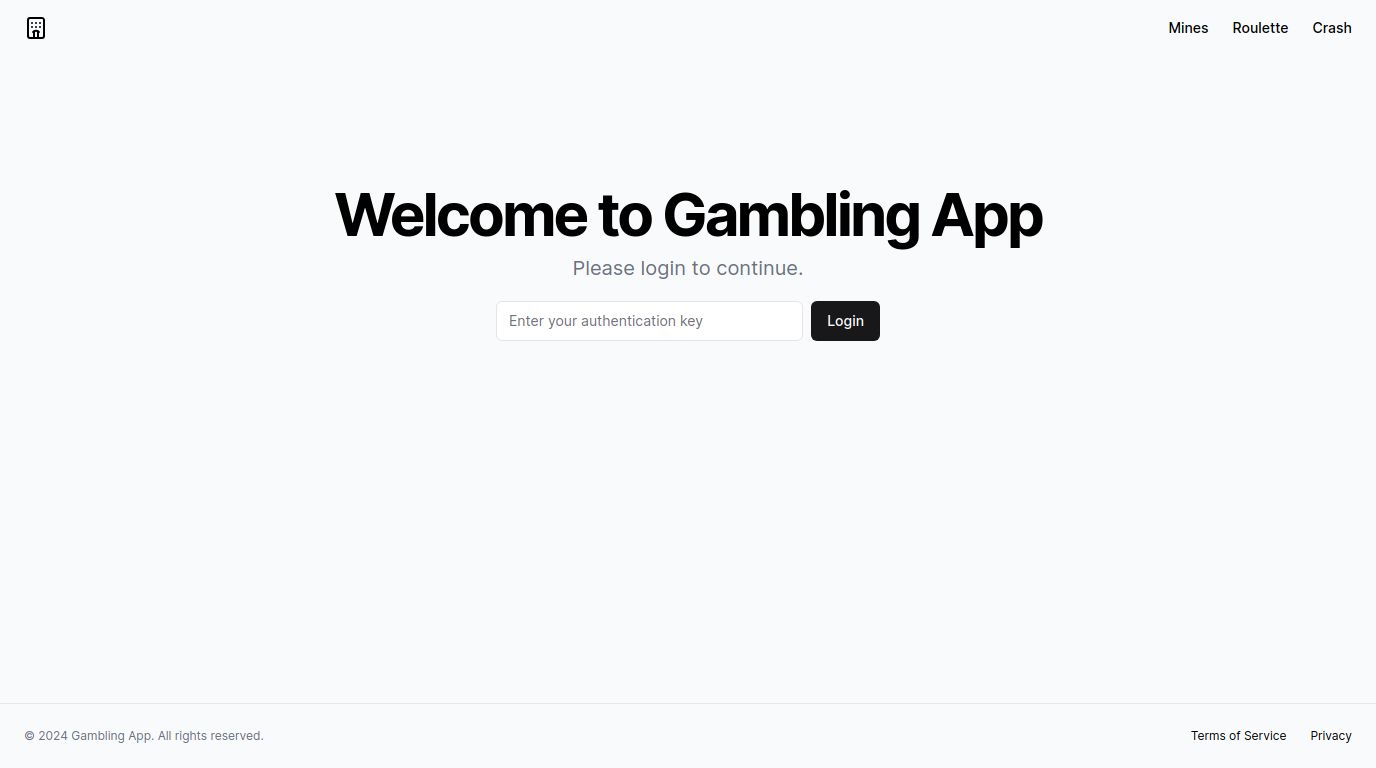 Mines Roulette Crash
Welcome to Gambling App
Please login to continue.
Enter your authentication key Login
© 2024 Gambling App. All rights reserved. Terms of Service Privacy